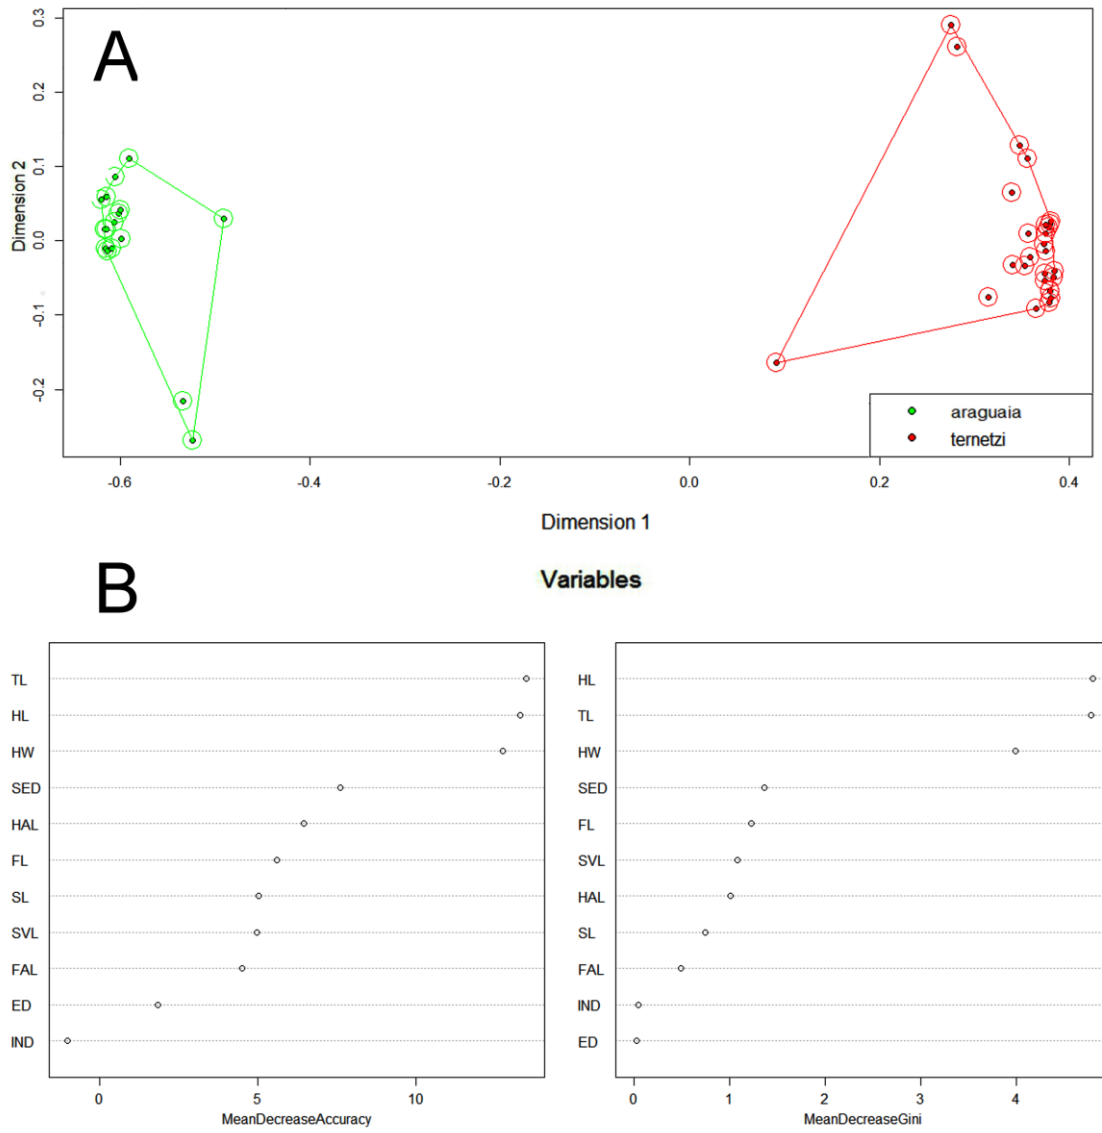 A
0.3
0.2
0.1
0.0
-0.1
-0.2
Dimension 2
araguaia
ternetzi
-0.6
-0.4
-0.2
0.0
0.2
0.4
Dimension 1
B
Variables
TL
HL
HW
SED
HAL
FL
SL
SVL
FAL
ED
IND
0
5
10
MeanDecreaseAccuracy
HL
TL
HW
SED
FL
SVL
HAL
SL
FAL
IND
ED
0
1
2
3
4
MeanDecreaseGini